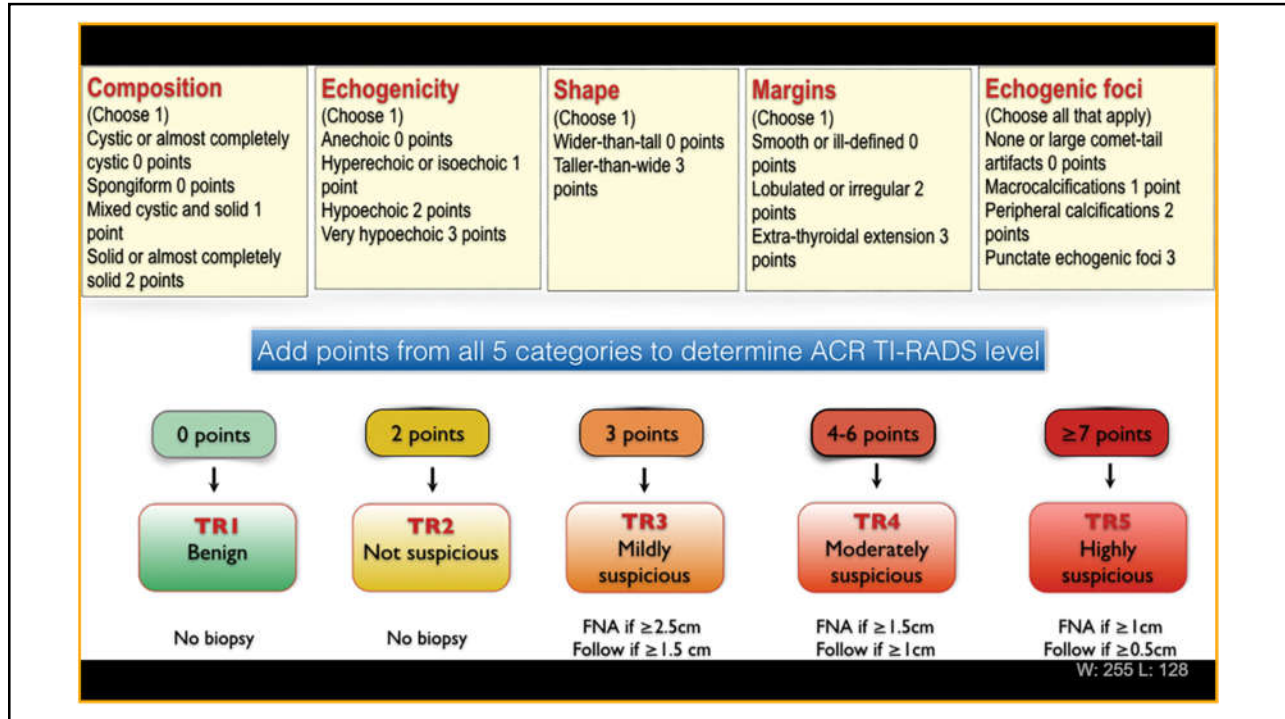 Composition
(Choose 1)
Cystic or almost completely
cystic 0 points
Spongiform 0 points
Mixed cystic and solid 1
point
Solid or almost completely
solid 2 points
Echogenicity
(Choose 1)
Anechoic 0 points
Hyperechoic or isoechoic 1
point
Hypoechoic 2 points
Very hypoechoic 3 points
Shape
(Choose 1)
Wider-than-tall 0 points
Taller-than-wide 3
points
Margins
(Choose 1)
Smooth or ill-defined 0
points
Lobulated or irregular 2
points
Extra-thyroidal extension 3
points
Echogenic foci
(Choose all that apply)
None or large comet-tail
artifacts 0 points
Macrocalcifications 1 point
Peripheral calcifications 2
points
Punctate echogenic foci 3
Add points from all 5 categories to determine ACR TI-RADS level
0 points
2 points
3 points
4-6 points
≥7 points
TR1
Benign
TR2
Not suspicious
TR3
Mildly
suspicious
TR4
Moderately
suspicious
TR5
Highly
suspicious
No biopsy
No biopsy
FNA if ≥2.5cm
Follow if ≥1.5 cm
FNA if ≥1.5cm
Follow if ≥1cm
FNA if ≥1cm
Follow if ≥0.5cm
W: 255 L: 128